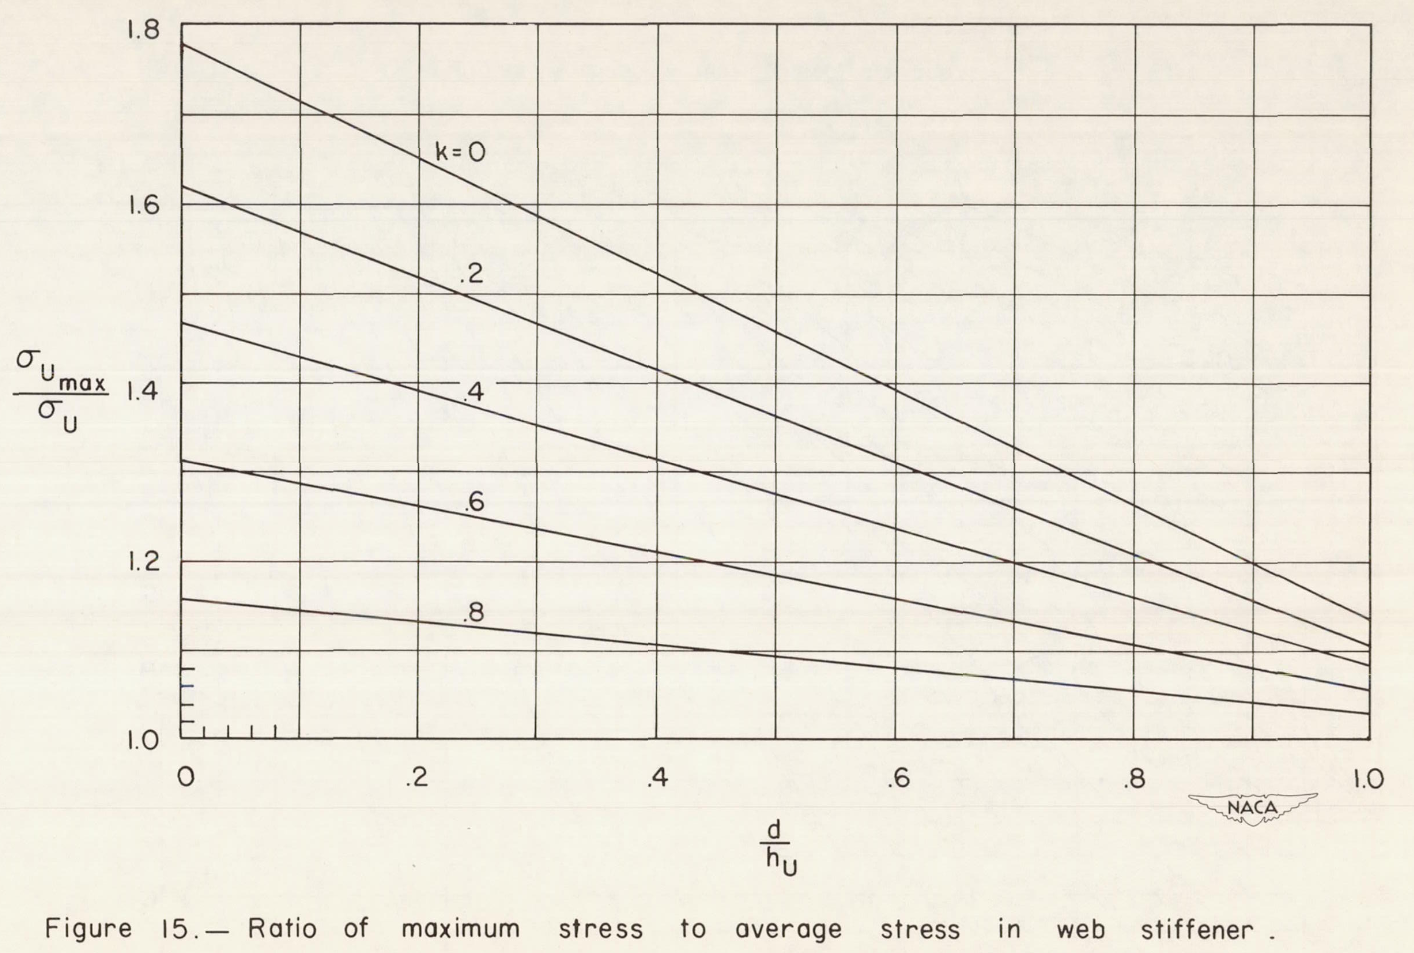 1.8
k=0
1.6
.2
σUmax
σU
1.4
.4
.6
1.2
.8
1.0
0 .2 .4 .6 .8 1.0
NACA
d
hU
Figure 15.— Ratio of maximum stress to average stress in web stiffener.